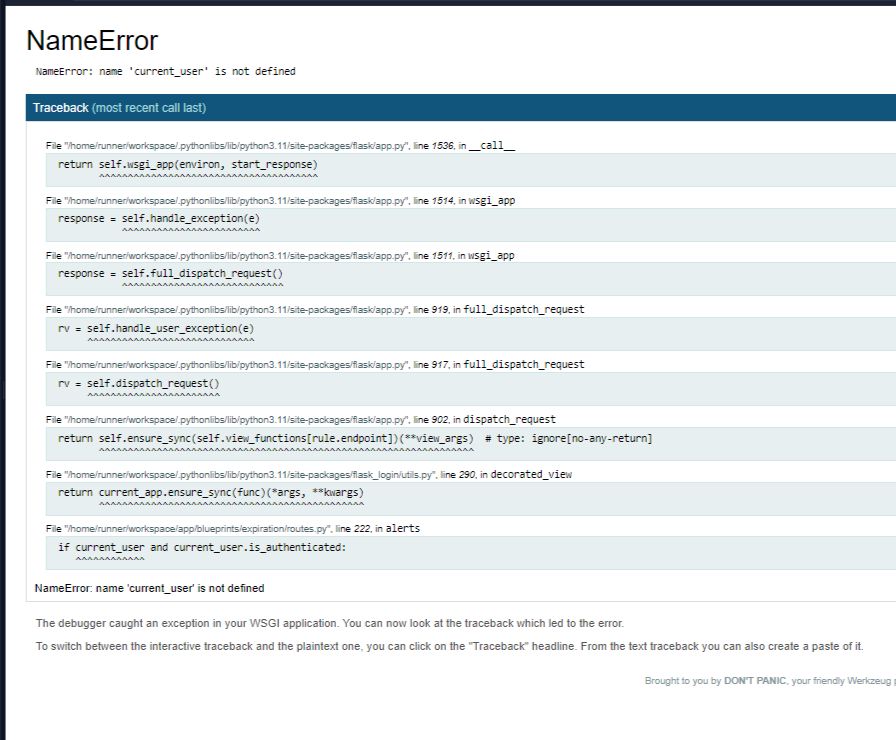 NameError
NameError: name 'current_user' is not defined
Traceback (most recent call last)
File "/home/runner/workspace/.pythonlibs/lib/python3.11/site-packages/flask/app.py", line 1536, in __call__
return self.wsgi_app(environ, start_response)
^^^^^^^^^^^^^^^^^^^^^^^^^^^^^^^^^^^^^^
File "/home/runner/workspace/.pythonlibs/lib/python3.11/site-packages/flask/app.py", line 1514, in wsgi_app
response = self.handle_exception(e)
^^^^^^^^^^^^^^^^^^^^^^^^
File "/home/runner/workspace/.pythonlibs/lib/python3.11/site-packages/flask/app.py", line 1511, in wsgi_app
response = self.full_dispatch_request()
^^^^^^^^^^^^^^^^^^^^^^^^^^^^
File "/home/runner/workspace/.pythonlibs/lib/python3.11/site-packages/flask/app.py", line 919, in full_dispatch_request
rv = self.handle_user_exception(e)
^^^^^^^^^^^^^^^^^^^^^^^^^^^^^
File "/home/runner/workspace/.pythonlibs/lib/python3.11/site-packages/flask/app.py", line 917, in full_dispatch_request
rv = self.dispatch_request()
^^^^^^^^^^^^^^^^^^^^^^^
File "/home/runner/workspace/.pythonlibs/lib/python3.11/site-packages/flask/app.py", line 902, in dispatch_request
return self.ensure_sync(self.view_functions[rule.endpoint])(**view_args)  # type: ignore[no-any-return]
^^^^^^^^^^^^^^^^^^^^^^^^^^^^^^^^^^^^^^^^^^^^^^^^^^^^^^^^^^^^^^^^^
File "/home/runner/workspace/.pythonlibs/lib/python3.11/site-packages/flask_login/utils.py", line 290, in decorated_view
return current_app.ensure_sync(func)(*args, **kwargs)
^^^^^^^^^^^^^^^^^^^^^^^^^^^^^^^^^^^^^^^^^^^^^^
File "/home/runner/workspace/app/blueprints/expiration/routes.py", line 222, in alerts
if current_user and current_user.is_authenticated:
^^^^^^^^^^^^
NameError: name 'current_user' is not defined
The debugger caught an exception in your WSGI application. You can now look at the traceback which led to the error.
To switch between the interactive traceback and the plaintext one, you can click on the "Traceback" headline. From the text traceback you can also create a paste of it.
Brought to you by DON'T PANIC, your friendly Werkzeug